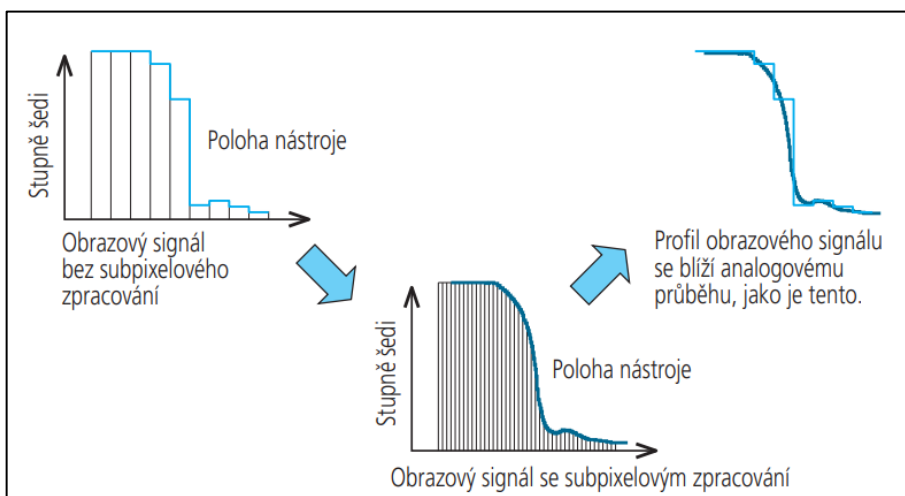 Stupně šedi
Poloha nástroje
Obrazový signál
bez subpixelového
zpracování
Profil obrazového signálu
se blíží analogovému
průběhu, jako je tento.
Stupně šedi
Poloha nástroje
Obrazový signál se subpixelovým zpracování